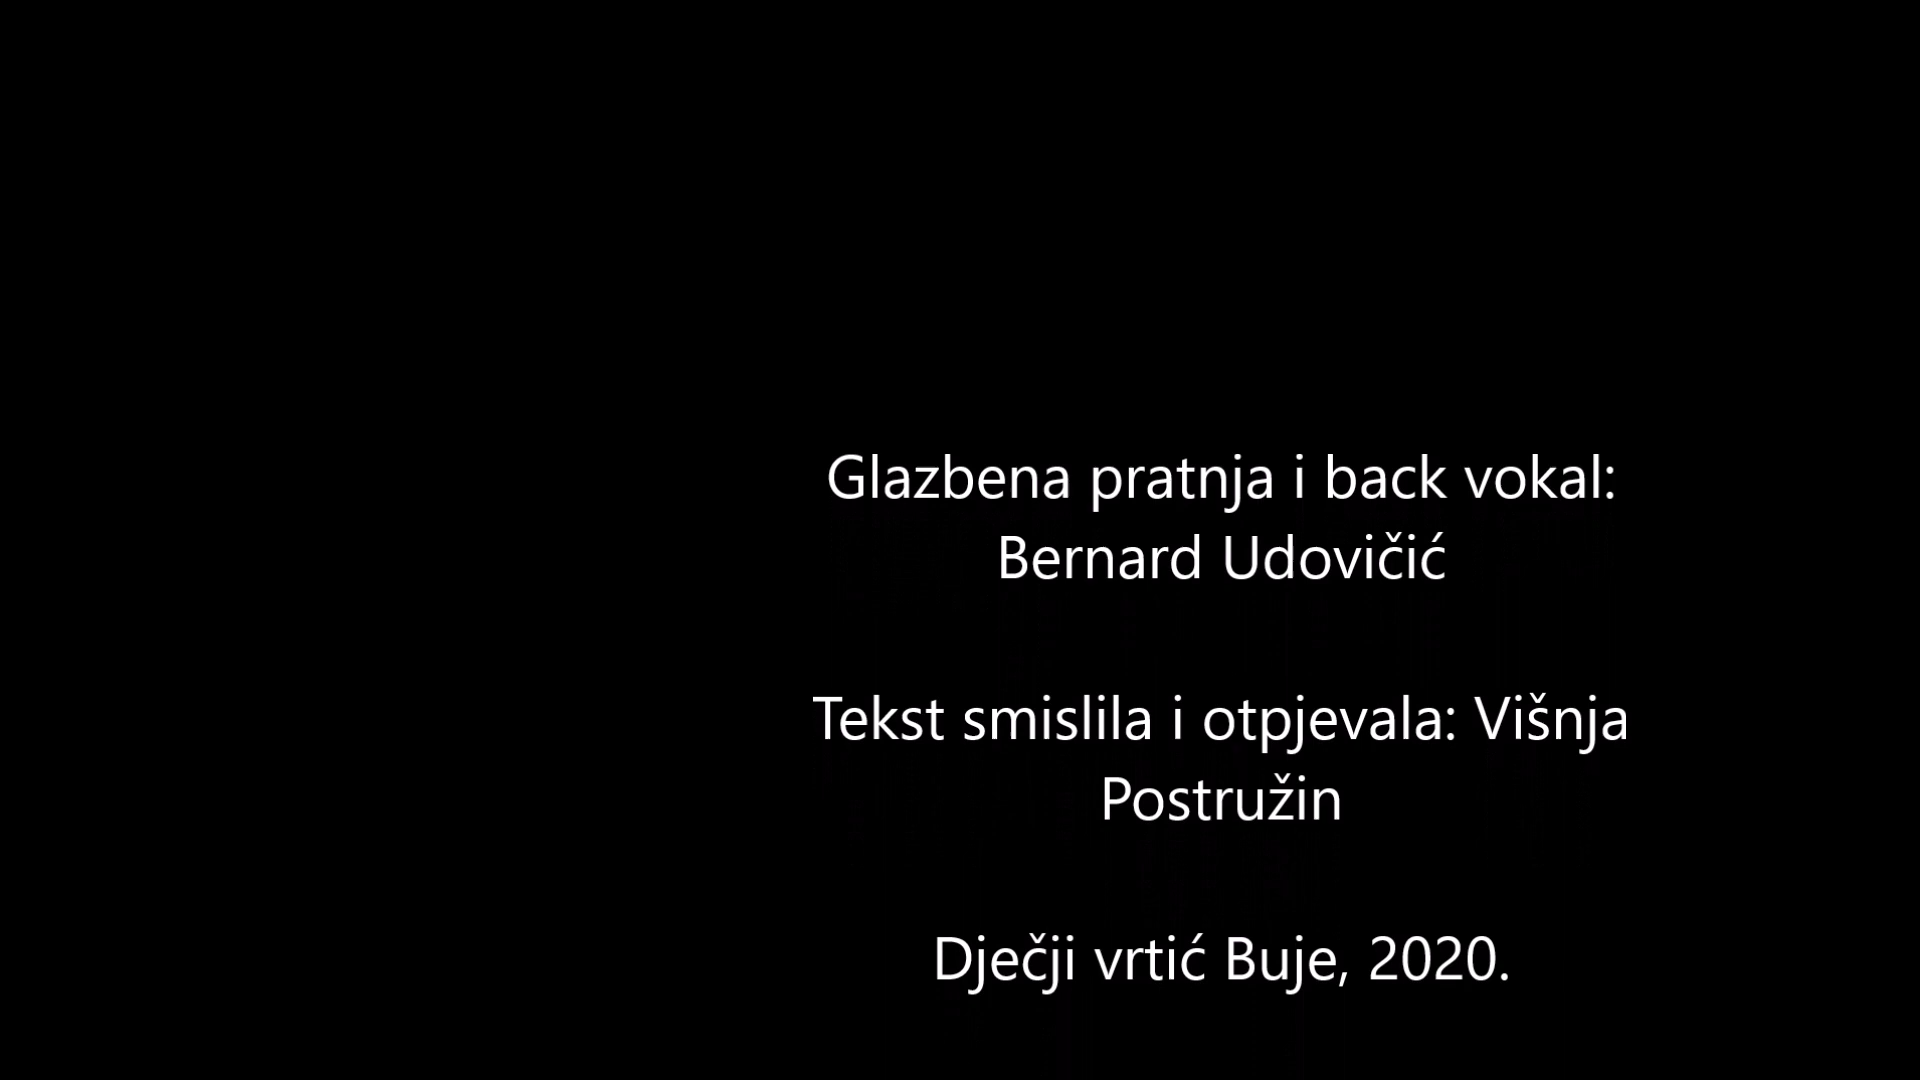 Glazbena pratnja i back vokal:
Bernard Udovičić
Tekst smislila i otpjevala: Višnja
Postružin
Dječji vrtić Buje, 2020.